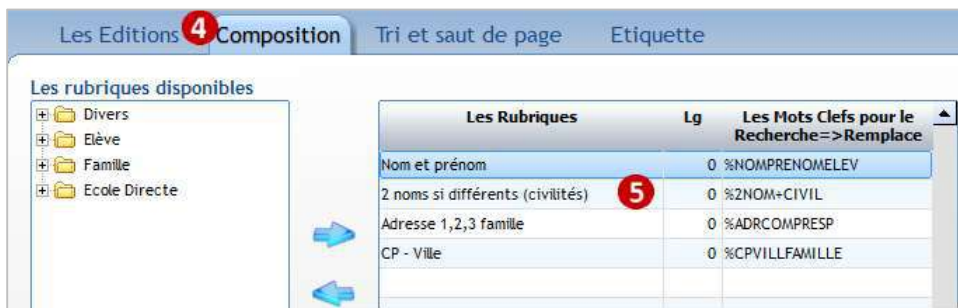 Les Editions 4 Composition Tri et saut de page Etiquette
Les rubriques disponibles
Divers
Elève
Famille
Ecole Directe
Les Rubriques Lg Les Mots Clefs pour le
Recherche=>Remplace
Nom et prénom 0 %NOMPRENOMELEV
2 noms si différents (civilités) 5 0 %2NOM+CIVIL
Adresse 1,2,3 famille 0 %ADRCOMPRESP
CP - Ville 0 %CPVILLFAMILLE